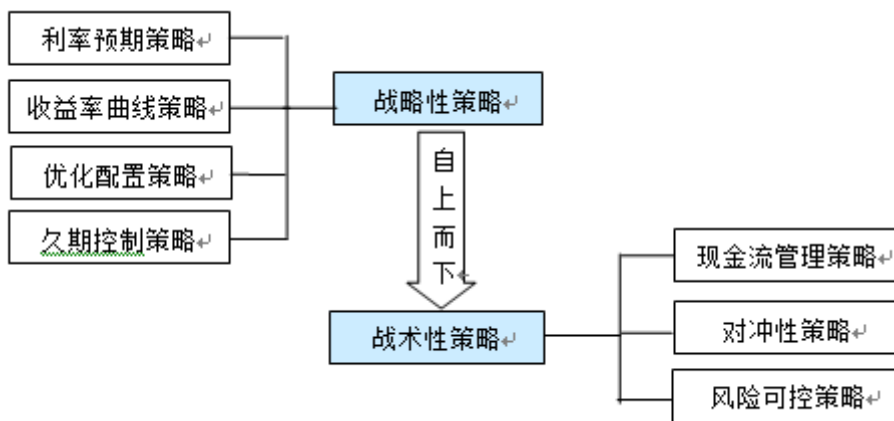 利率预期策略
收益率曲线策略
优化配置策略
久期控制策略
战略性策略
自
上
而
下
战术性策略
现金流管理策略
对冲性策略
风险可控策略